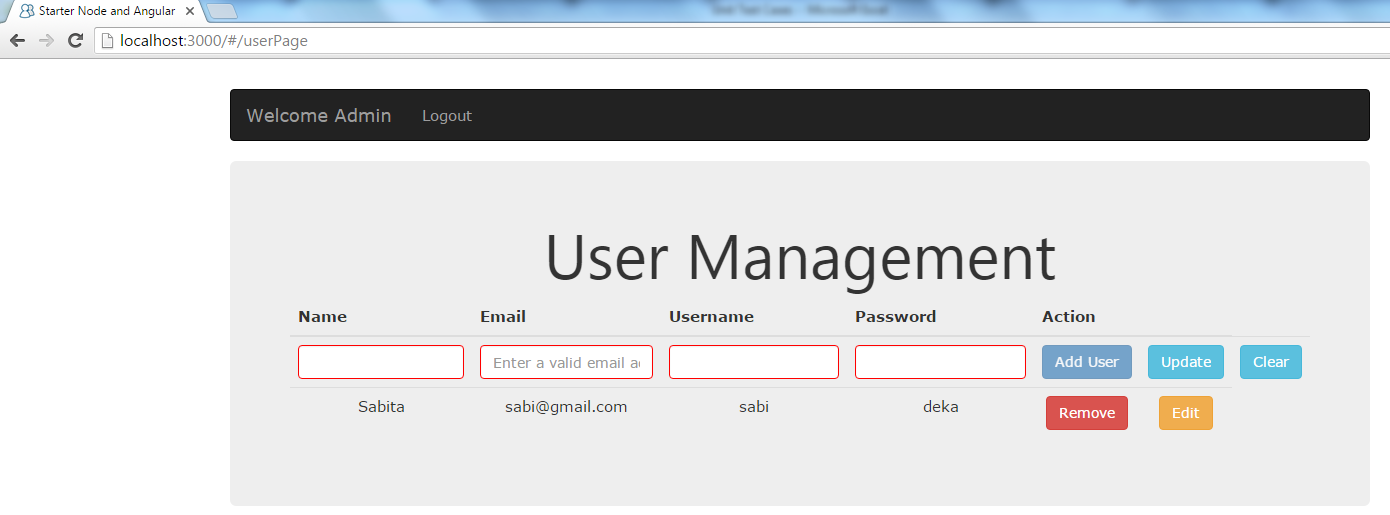 Starter Node and Angular
localhost:3000/#/userPage
Welcome Admin Logout
User Management
Name Email Username Password Action
Enter a valid email Add User Update Clear
Sabita sabi@gmail.com sabi deka Remove Edit